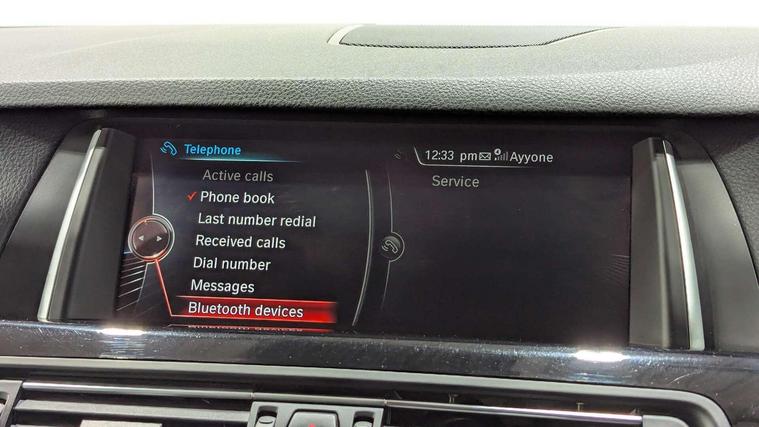 Telephone
12:33 pm Ayyone
Active calls
Service
Phone book
Last number redial
Received calls
Dial number
Messages
Bluetooth devices